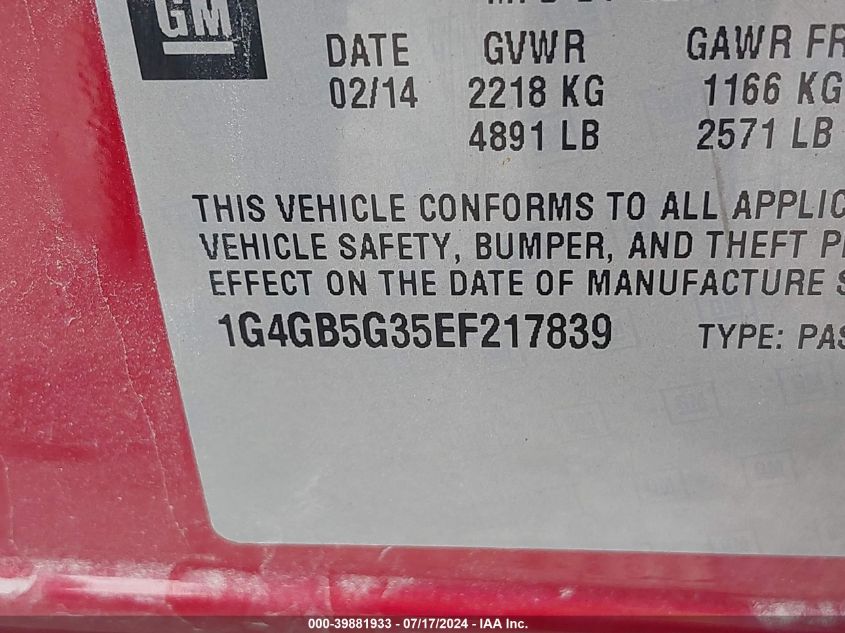 GM
DATE GVWR GAWR FR
02/14 2218 KG 1166 KG
4891 LB 2571 LB
THIS VEHICLE CONFORMS TO ALL APPLIC
VEHICLE SAFETY, BUMPER, AND THEFT P
EFFECT ON THE DATE OF MANUFACTURE S
1G4GB5G35EF217839 TYPE: PAS
000-39881933 - 07/17/2024 - IAA Inc.